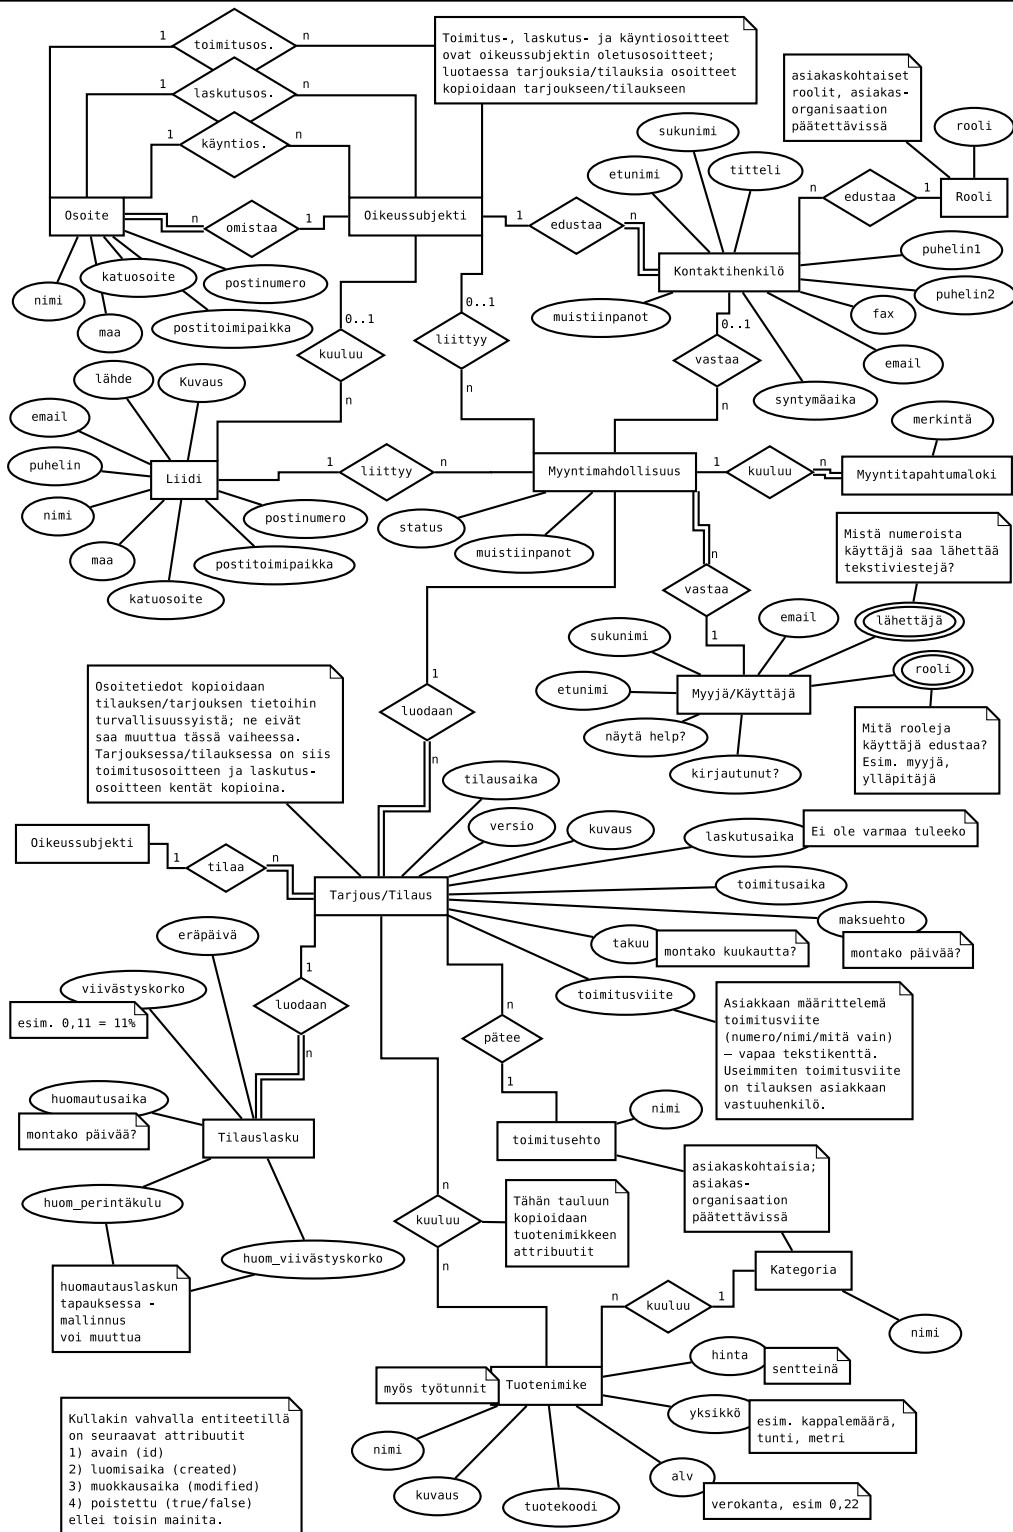 1
toimitusos.
n
Toimitus-, laskutus- ja käyntiosoitteet
ovat oikeussubjektin oletusosoitteet;
luotaessa tarjouksia/tilauksia osoitteet
kopioidaan tarjoukseen/tilaukseen
1
laskutusos.
n
1
käyntios.
n
asiakaskohtaiset
roolit, asiakas-
organisaation
päätettävissä
rooli
sukunimi
etunimi
titteli
n
edustaa
1
Rooli
Osoite
n
omistaa
1
Oikeussubjekti
1
edustaa
n
Kontaktihenkilö
puhelin1
puhelin2
fax
email
syntymäaika
muistiinpanot
katuosoite
postinumero
nimi
maa
postitoimipaikka
0..1
kuuluu
n
0..1
liittyy
n
0..1
vastaa
n
lähde
Kuvaus
email
puhelin
Liidi
nimi
maa
katuosoite
postinumero
postitoimipaikka
1
liittyy
n
Myyntimahdollisuus
1
kuuluu
n
Myyntitapahtumaloki
merkintä
status
muistiinpanot
n
vastaa
1
Mistä numeroista
käyttäjä saa lähettää
tekstiviestejä?
lähettäjä
email
sukunimi
etunimi
Myyjä/Käyttäjä
rooli
näytä help?
kirjautunut?
Mitä rooleja
käyttäjä edustaa?
Esim. myyjä,
ylläpitäjä
Osoitetiedot kopioidaan
tilauksen/tarjouksen tietoihin
turvallisuussyistä; ne eivät
saa muuttua tässä vaiheessa.
Tarjouksessa/tilauksessa on siis
toimitusosoitteen ja laskutus-
osoitteen kentät kopioina.
1
luodaan
n
tilausaika
versio
kuvaus
laskutusaika
Ei ole varmaa tuleeko
Oikeussubjekti
1
tilaa
n
Tarjous/Tilaus
toimitusaika
maksuehto
montako päivää?
takuu
montako kuukautta?
toimitusviite
Asiakkaan määrittelemä
toimitusviite
(numero/nimi/mitä vain)
– vapaa tekstikenttä.
Useimmiten toimitusviite
on tilauksen asiakkaan
vastuuhenkilö.
eräpäivä
viivästyskorko
esim. 0,11 = 11%
1
luodaan
n
n
pätee
1
huomautusaika
montako päivää?
Tilauslasku
nimi
toimitusehto
asiakaskohtaisia;
asiakas-
organisaation
päätettävissä
huom_perintäkulu
huom_viivästyskorko
huomautauslaskun
tapauksessa -
mallinnus
voi muuttua
n
kuuluu
n
Tähän tauluun
kopioidaan
tuotenimikkeen
attribuutit
Kategoria
n
kuuluu
1
nimi
hinta
sentteinä
myös työtunnit
Tuotenimike
yksikkö
esim. kappalemäärä,
tunti, metri
nimi
kuvaus
tuotekoodi
alv
verokanta, esim 0,22
Kullakin vahvalla entiteetillä
on seuraavat attribuutit
1) avain (id)
2) luomisaika (created)
3) muokkausaika (modified)
4) poistettu (true/false)
ellei toisin mainita.